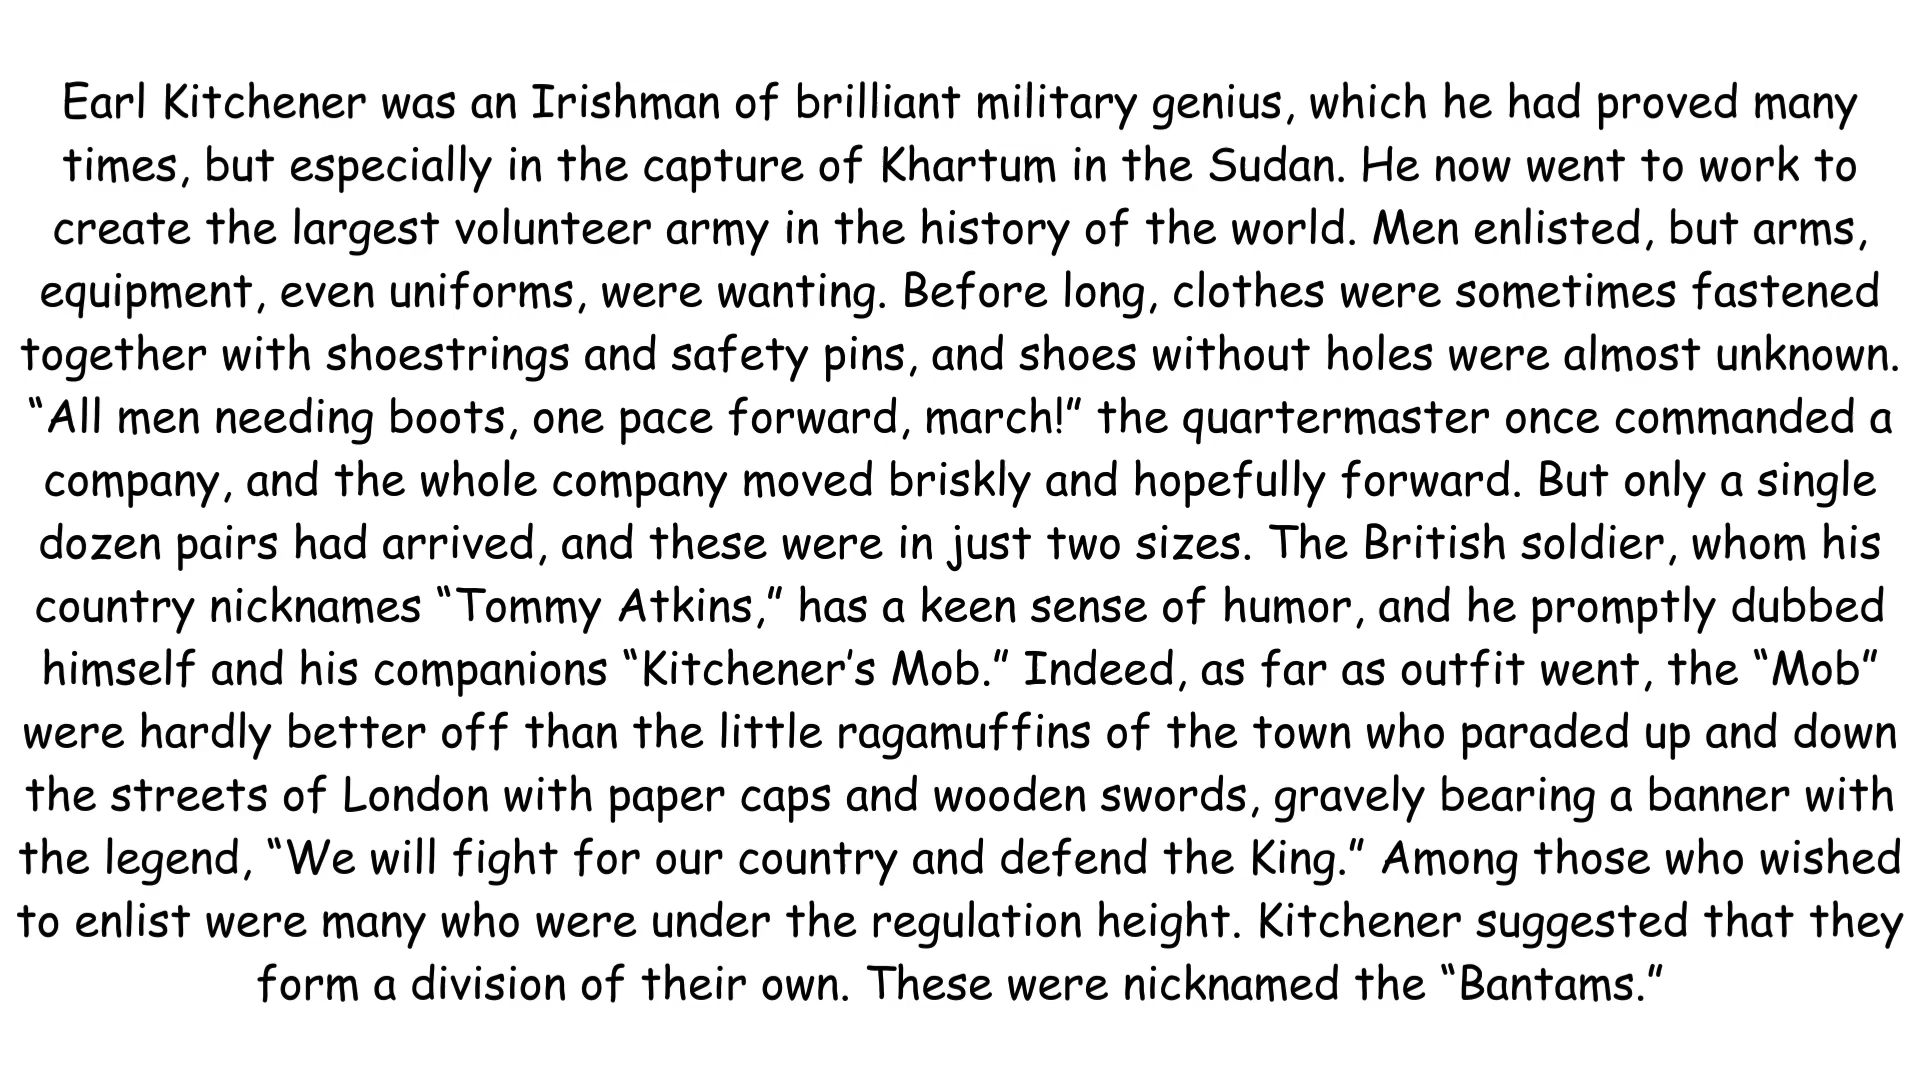 Earl Kitchener was an Irishman of brilliant military genius, which he had proved many
times, but especially in the capture of Khartum in the Sudan. He now went to work to
create the largest volunteer army in the history of the world. Men enlisted, but arms,
equipment, even uniforms, were wanting. Before long, clothes were sometimes fastened
together with shoestrings and safety pins, and shoes without holes were almost unknown.
“All men needing boots, one pace forward, march!” the quartermaster once commanded a
company, and the whole company moved briskly and hopefully forward. But only a single
dozen pairs had arrived, and these were in just two sizes. The British soldier, whom his
country nicknames “Tommy Atkins,” has a keen sense of humor, and he promptly dubbed
himself and his companions “Kitchener’s Mob.” Indeed, as far as outfit went, the “Mob”
were hardly better off than the little ragamuffins of the town who paraded up and down
the streets of London with paper caps and wooden swords, gravely bearing a banner with
the legend, “We will fight for our country and defend the King.” Among those who wished
to enlist were many who were under the regulation height. Kitchener suggested that they
form a division of their own. These were nicknamed the “Bantams.”